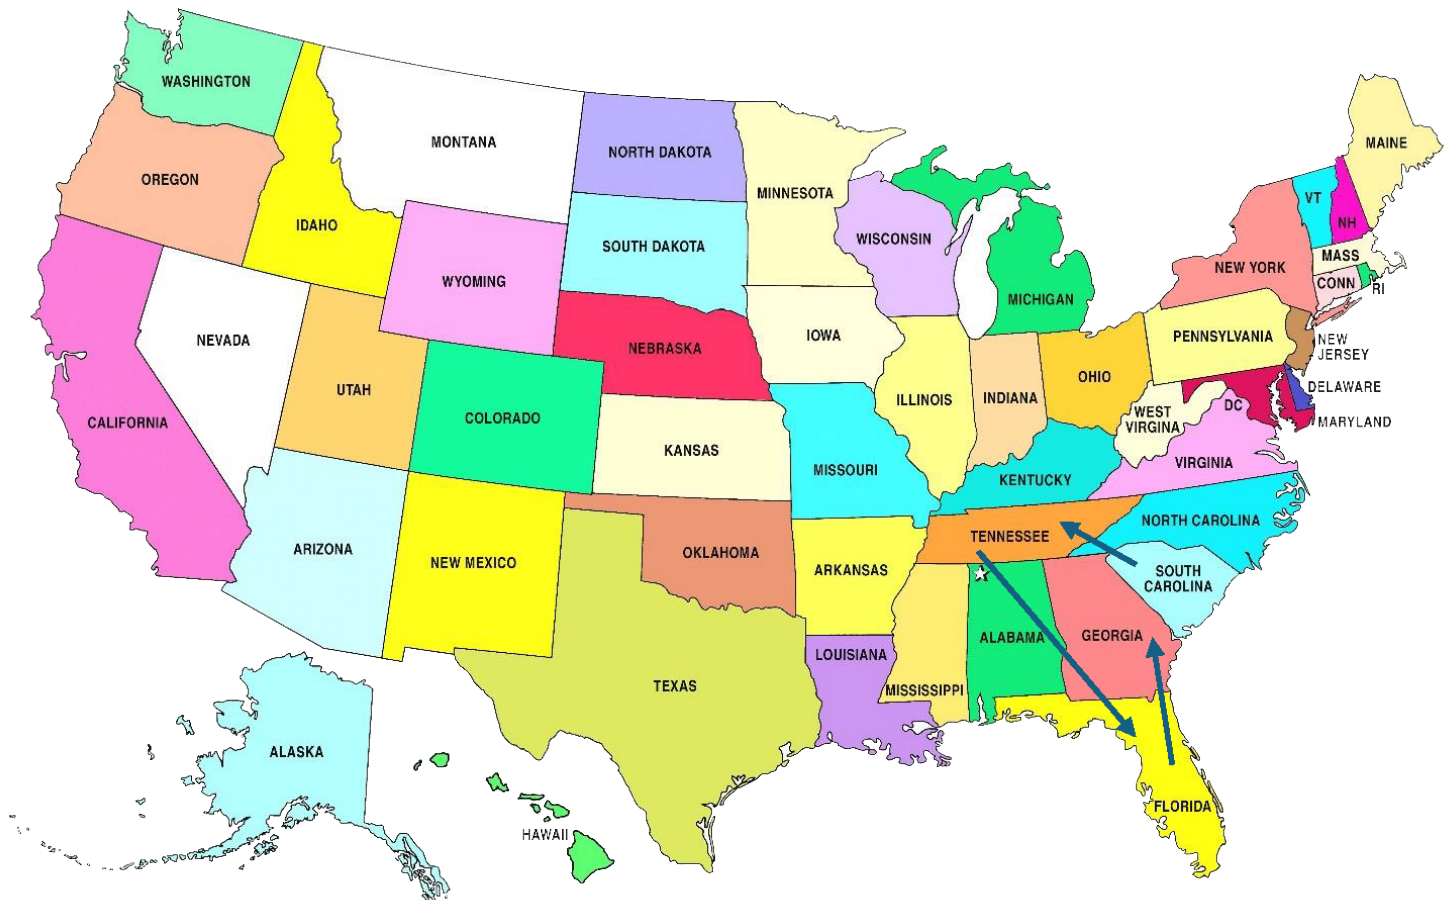 WASHINGTON
OREGON
IDAHO
MONTANA
NORTH DAKOTA
SOUTH DAKOTA
MINNESOTA
WISCONSIN
MICHIGAN
WYOMING
NEBRASKA
IOWA
NEVADA
UTAH
COLORADO
KANSAS
MISSOURI
ILLINOIS
INDIANA
OHIO
CALIFORNIA
ARIZONA
NEW MEXICO
OKLAHOMA
ARKANSAS
TEXAS
LOUISIANA
MISSISSIPPI
ALABAMA
GEORGIA
FLORIDA
TENNESSEE
KENTUCKY
NORTH CAROLINA
SOUTH
CAROLINA
VIRGINIA
WEST
VIRGINA
DC
MARYLAND
DELAWARE
NEW
JERSEY
PENNSYLVANIA
NEW YORK
CONN
RI
MASS
VT
NH
MAINE
ALASKA
HAWAII